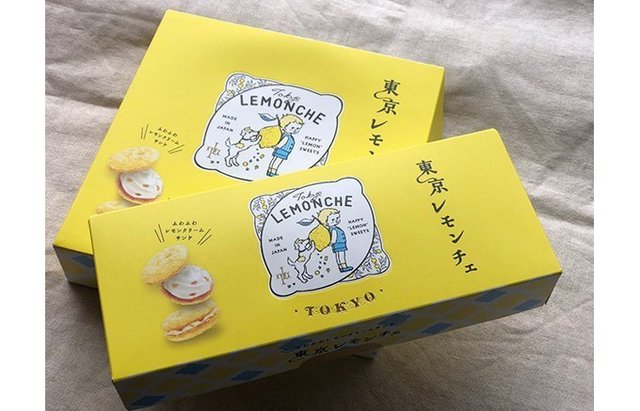 Tokyo
LEMONCHE
MADE IN JAPAN
HAPPY "LEMON" SWEETS
東京レモン
ふわふわ
レモンクリーム
サンド
Tokyo
LEMONCHE
MADE IN JAPAN
HAPPY "LEMON" SWEETS
東京レモンチェ
ふわふわ
レモンクリーム
サンド
・TOKYO・
東京レモンチェ